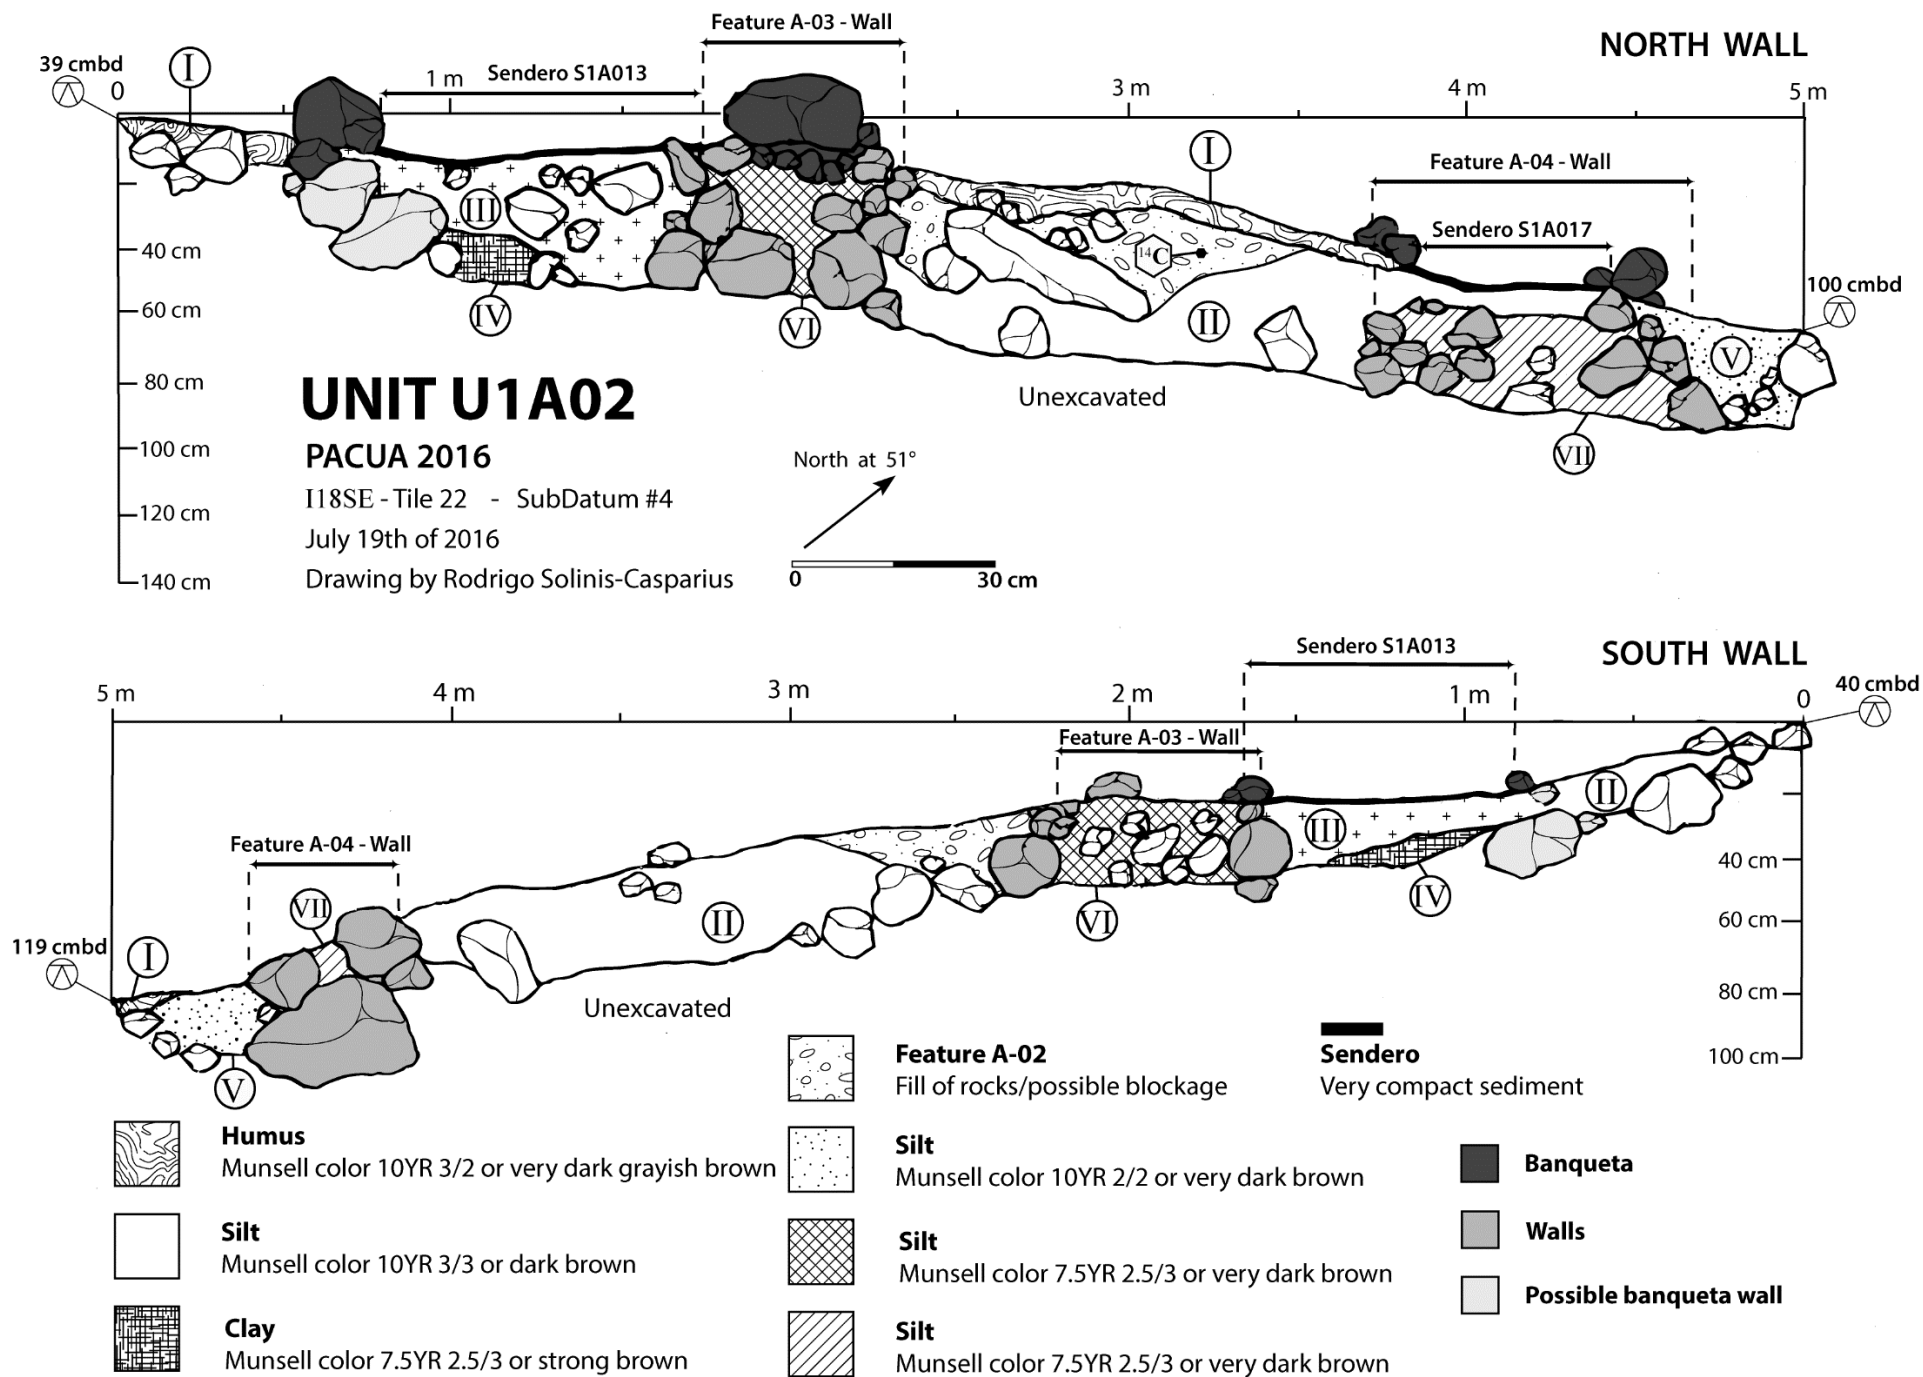 Feature A-03 - Wall
NORTH WALL
39 cmbd
I
0
1 m
Sendero S1A013
3 m
4 m
5 m
I
Feature A-04 - Wall
Sendero S1A017
III
14C
100 cmbd
40 cm
60 cm
80 cm
100 cm
120 cm
140 cm
IV
VI
II
V
VII
Unexcavated
UNIT U1A02
PACUA 2016
I18SE - Tile 22 - SubDatum #4
July 19th of 2016
Drawing by Rodrigo Solinis-Casparius
North at 51°
0 30 cm
Sendero S1A013
SOUTH WALL
5 m
4 m
3 m
2 m
1 m
0
40 cmbd
Feature A-03 - Wall
II
III
Feature A-04 - Wall
40 cm
60 cm
80 cm
100 cm
VII
II
VI
IV
119 cmbd
I
V
Unexcavated
Feature A-02
Fill of rocks/possible blockage
Sendero
Very compact sediment
Humus
Munsell color 10YR 3/2 or very dark grayish brown
Silt
Munsell color 10YR 2/2 or very dark brown
Banqueta
Silt
Munsell color 10YR 3/3 or dark brown
Silt
Munsell color 7.5YR 2.5/3 or very dark brown
Walls
Clay
Munsell color 7.5YR 2.5/3 or strong brown
Silt
Munsell color 7.5YR 2.5/3 or very dark brown
Possible banqueta wall